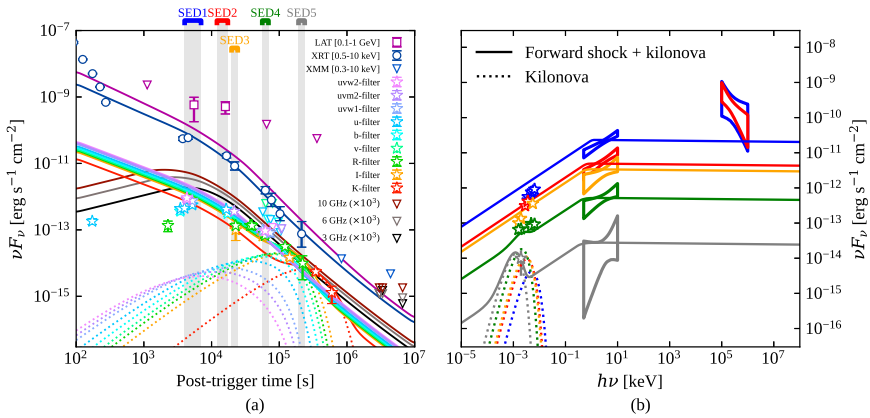 SED1 SED2 SED4 SED5
SED3
10⁻⁷
10⁻⁹
10⁻¹¹
10⁻¹³
10⁻¹⁵
νFν [erg s⁻¹ cm⁻²]
LAT [0.1-1 GeV]
XRT [0.5-10 keV]
XMM [0.3-10 keV]
uvw2-filter
uvm2-filter
uvw1-filter
u-filter
b-filter
v-filter
R-filter
I-filter
K-filter
10 GHz (×10³)
6 GHz (×10³)
3 GHz (×10³)
10² 10³ 10⁴ 10⁵ 10⁶ 10⁷
Post-trigger time [s]
(a)
Forward shock + kilonova
Kilonova
10⁻⁸
10⁻⁹
10⁻¹⁰
10⁻¹¹
10⁻¹²
10⁻¹³
10⁻¹⁴
10⁻¹⁵
10⁻¹⁶
νFν [erg s⁻¹ cm⁻²]
10⁻⁵ 10⁻³ 10⁻¹ 10¹ 10³ 10⁵ 10⁷
hν [keV]
(b)